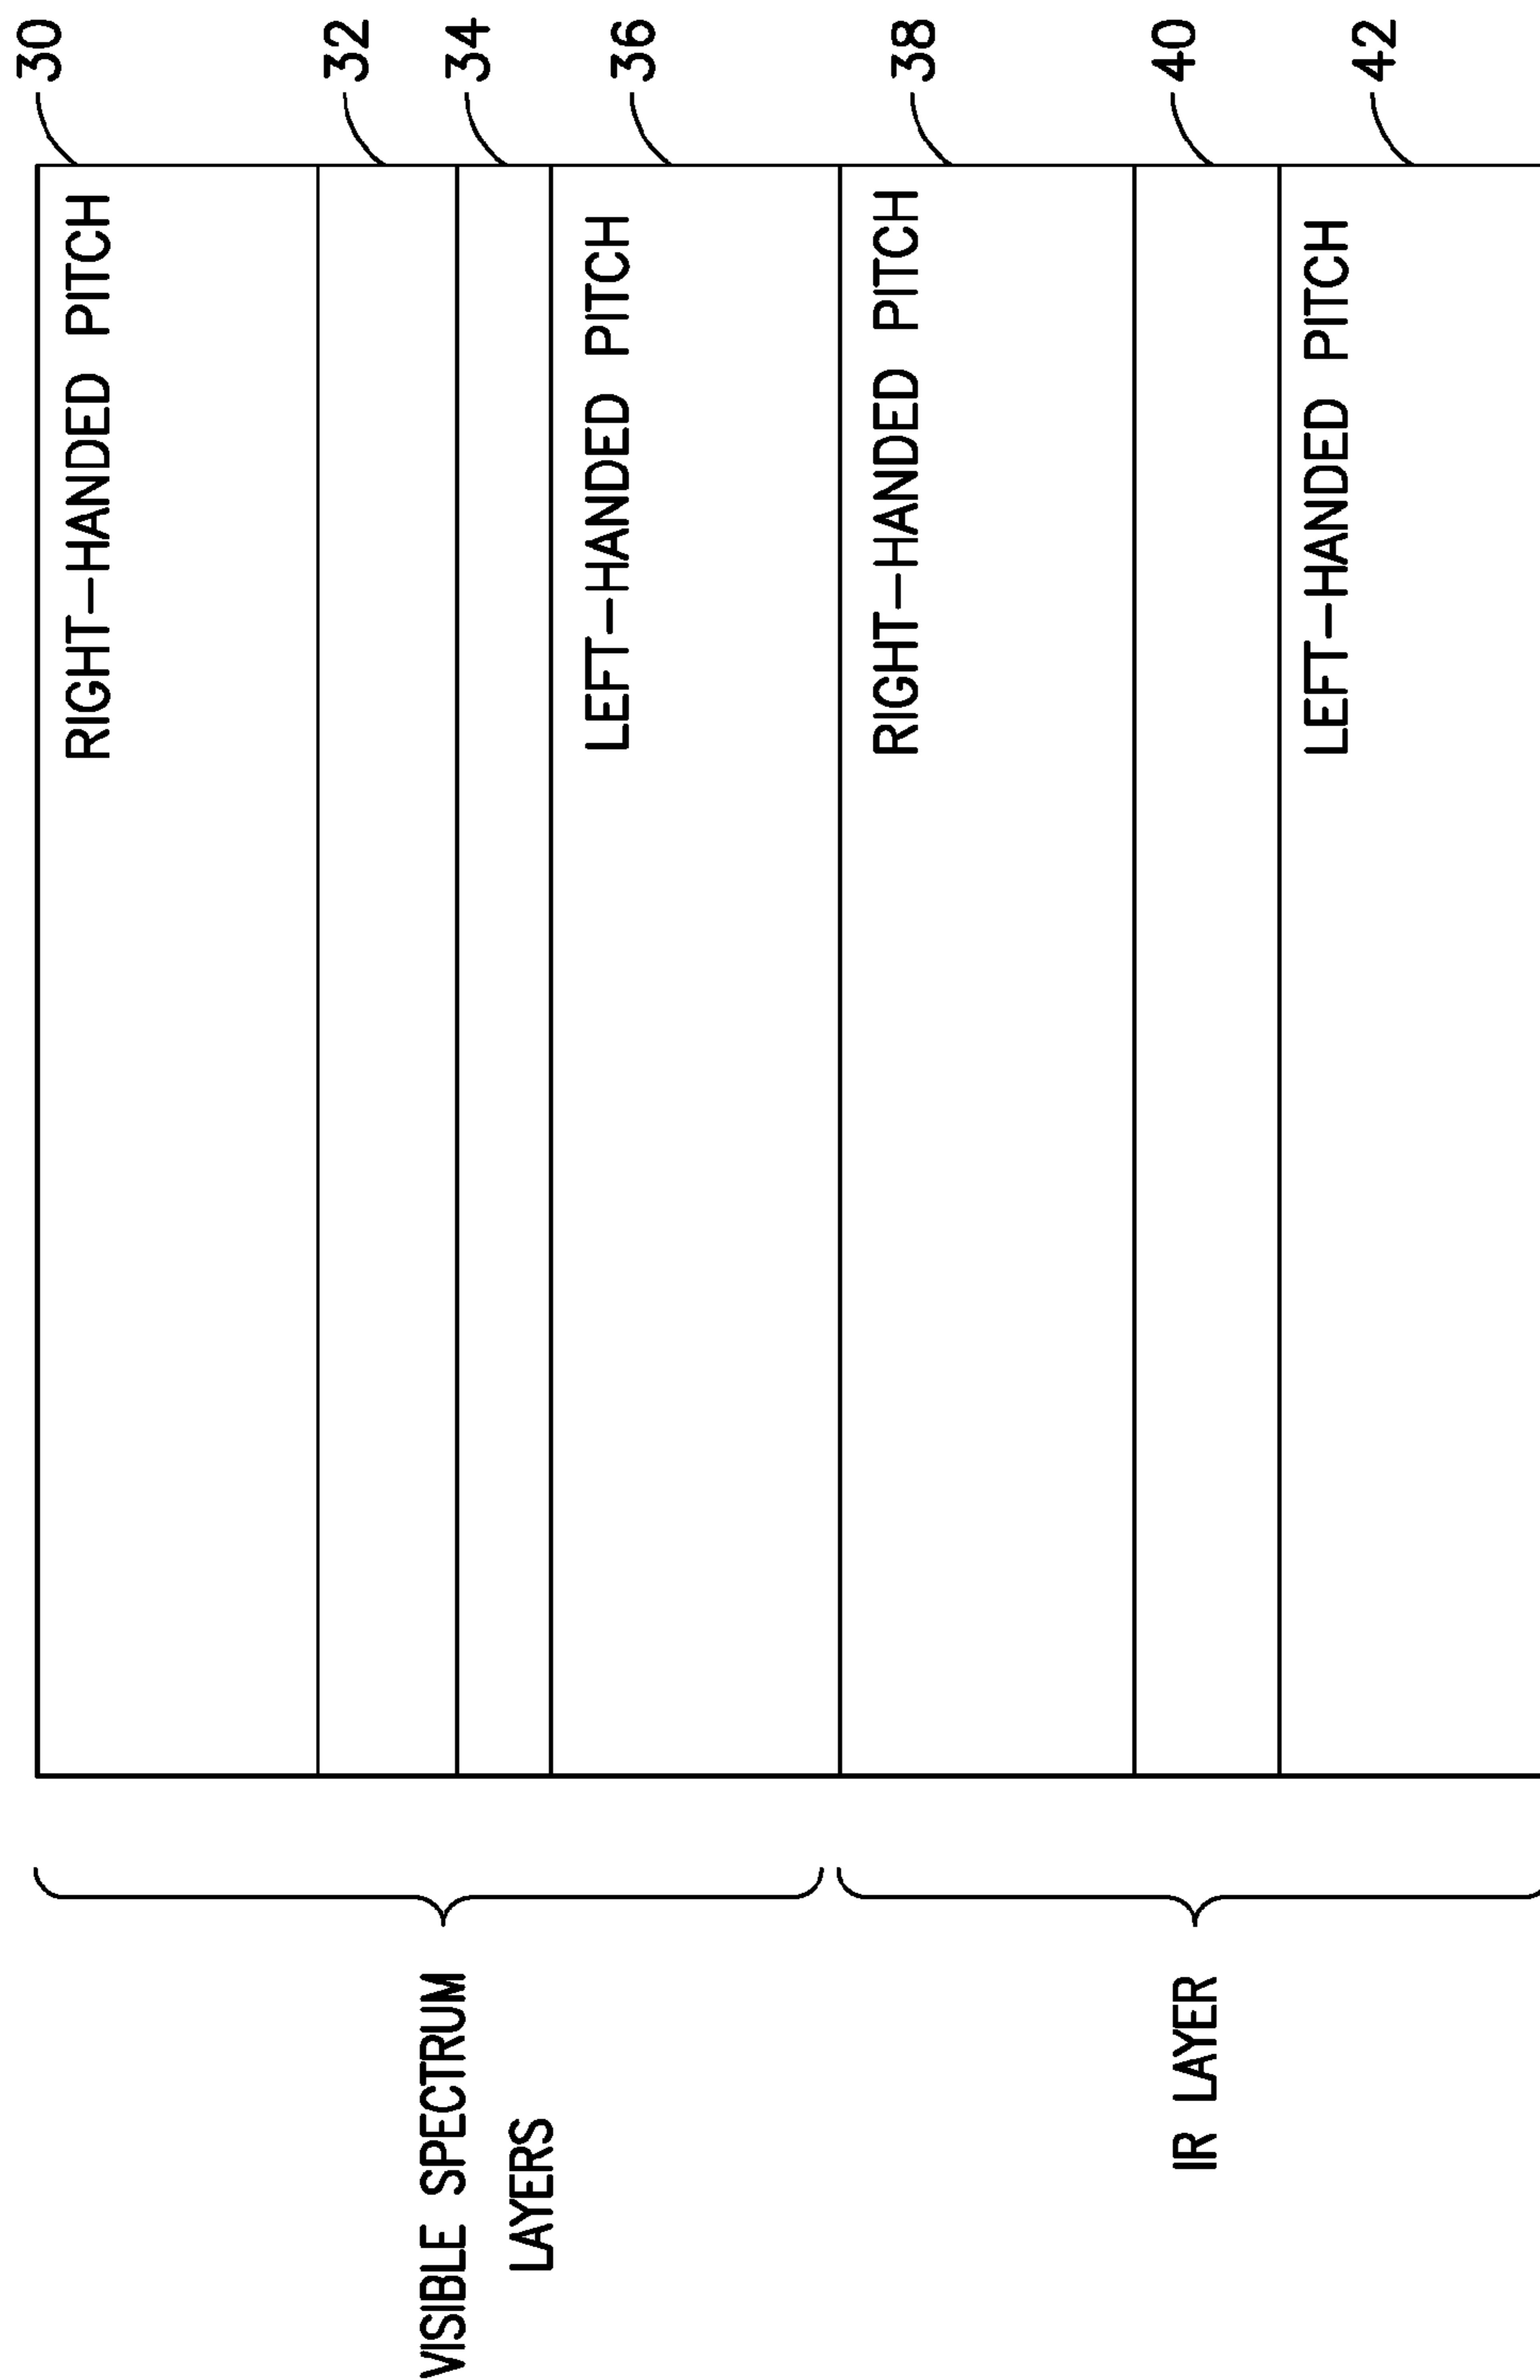 30
RIGHT-HANDED PITCH
32
34
VISIBLE SPECTRUM
LAYERS
36
LEFT-HANDED PITCH
38
RIGHT-HANDED PITCH
40
IR LAYER
42
LEFT-HANDED PITCH